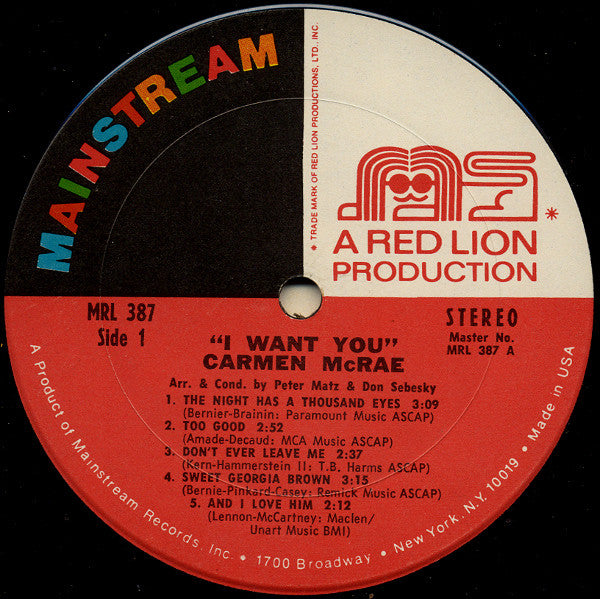 MAINSTREAM
* TRADE MARK OF RED LION PRODUCTIONS, LTD., INC.
*
A RED LION
PRODUCTION
MRL 387
Side 1
STEREO
Master No.
MRL 387 A
"I WANT YOU"
CARMEN McRAE
Arr. & Cond. by Peter Matz & Don Sebesky
1. THE NIGHT HAS A THOUSAND EYES 3:09
(Bernier-Brainin: Paramount Music ASCAP)
2. TOO GOOD 2:52
(Amade-Decaud: MCA Music ASCAP)
3. DON'T EVER LEAVE ME 2:37
(Kern-Hammerstein II: T.B. Harms ASCAP)
4. SWEET GEORGIA BROWN 3:15
(Bernie-Pinkard-Casey: Remick Music ASCAP)
5. AND I LOVE HIM 2:12
(Lennon-McCartney: Maclen/
Unart Music BMI)
A Product of Mainstream Records, Inc. • 1700 Broadway • New York, N.Y. 10019 • Made in USA